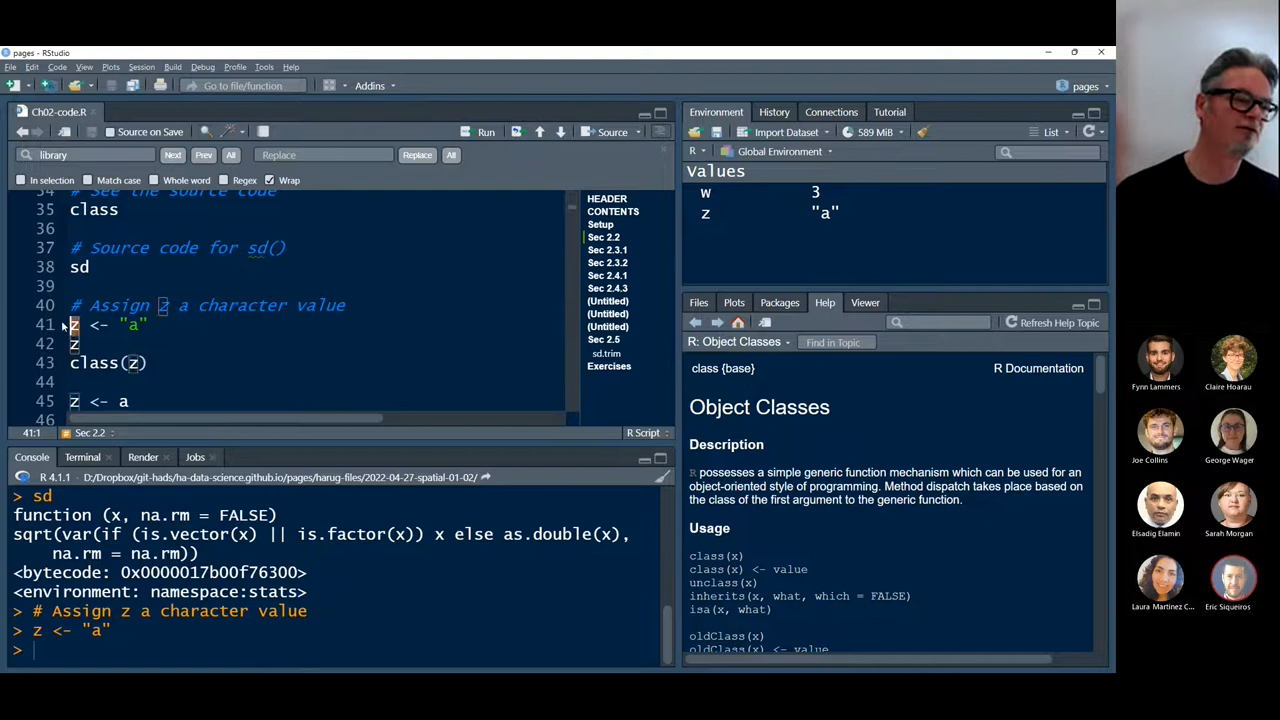 pages - RStudio
File Edit Code View Plots Session Build Debug Profile Tools Help
Go to file/function Addins pages
Ch02-code.R
Source on Save Run Source
library Next Prev All Replace Replace All
In selection Match case Whole word Regex Wrap
34 # See the source code
35 class
36
37 # Source code for sd()
38 sd
39
40 # Assign z a character value
41 z <- "a"
42 z
43 class(z)
44
45 z <- a
46
HEADER
CONTENTS
Setup
Sec 2.2
Sec 2.3.1
Sec 2.3.2
Sec 2.4.1
Sec 2.4.3
(Untitled)
(Untitled)
(Untitled)
Sec 2.5
sd.trim
Exercises
41:1 Sec 2.2 R Script
Console Terminal Render Jobs
R 4.1.1 · D:/Dropbox/git-hads/ha-data-science.github.io/pages/harug-files/2022-04-27-spatial-01-02/
> sd
function (x, na.rm = FALSE)
sqrt(var(if (is.vector(x) || is.factor(x)) x else as.double(x),
na.rm = na.rm))
<bytecode: 0x0000017b00f76300>
<environment: namespace:stats>
> # Assign z a character value
> z <- "a"
>
Environment History Connections Tutorial
Import Dataset 589 MiB List
R Global Environment
Values
w 3
z "a"
Files Plots Packages Help Viewer
Refresh Help Topic
R: Object Classes Find in Topic
class {base} R Documentation
Object Classes
Description
R possesses a simple generic function mechanism which can be used for an
object-oriented style of programming. Method dispatch takes place based on
the class of the first argument to the generic function.
Usage
class(x)
class(x) <- value
unclass(x)
inherits(x, what, which = FALSE)
isa(x, what)
oldClass(x)
oldClass(x) <- value
Fynn Lammers Claire Hoarau
Joe Collins George Wager
Elsadig Elamin Sarah Morgan
Laura Martinez C... Eric Siqueiros